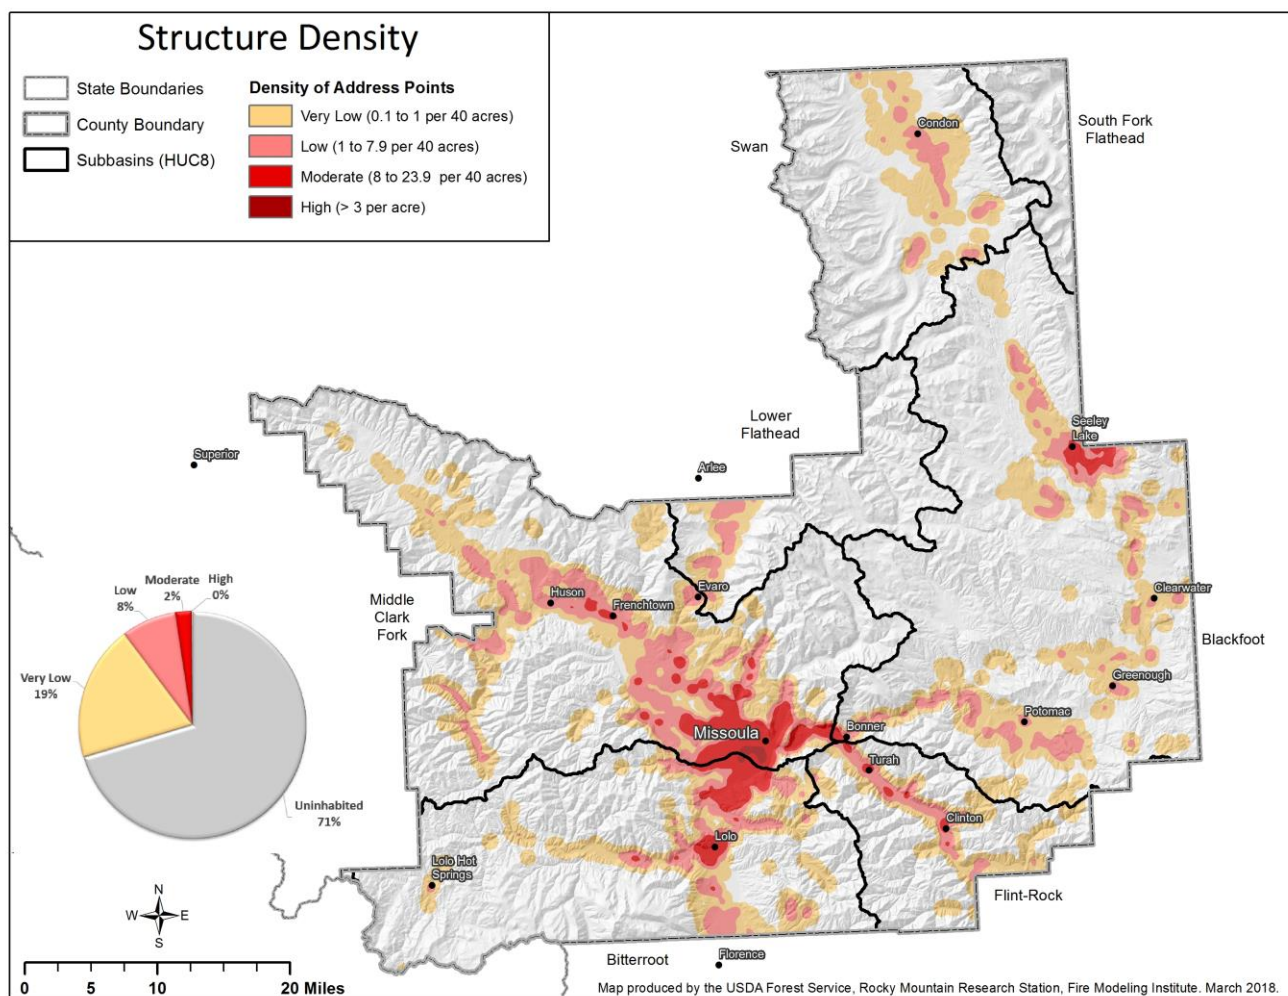 Structure Density
State Boundaries
County Boundary
Subbasins (HUC8)
Density of Address Points
Very Low (0.1 to 1 per 40 acres)
Low (1 to 7.9 per 40 acres)
Moderate (8 to 23.9 per 40 acres)
High (> 3 per acre)
Condon
South Fork
Flathead
Swan
Lower
Flathead
Seeley
Lake
Superior
Arlee
Clearwater
Evaro
Huson
Frenchtown
Middle
Clark
Fork
Blackfoot
Greenough
Potomac
Missoula
Bonner
Turah
Clinton
Lolo
Lolo Hot
Springs
Flint-Rock
Bitterroot
Florence
Moderate
2%
High
0%
Low
8%
Very Low
19%
Uninhabited
71%
N
W
E
S
0
5
10
20 Miles
Map produced by the USDA Forest Service, Rocky Mountain Research Station, Fire Modeling Institute. March 2018.